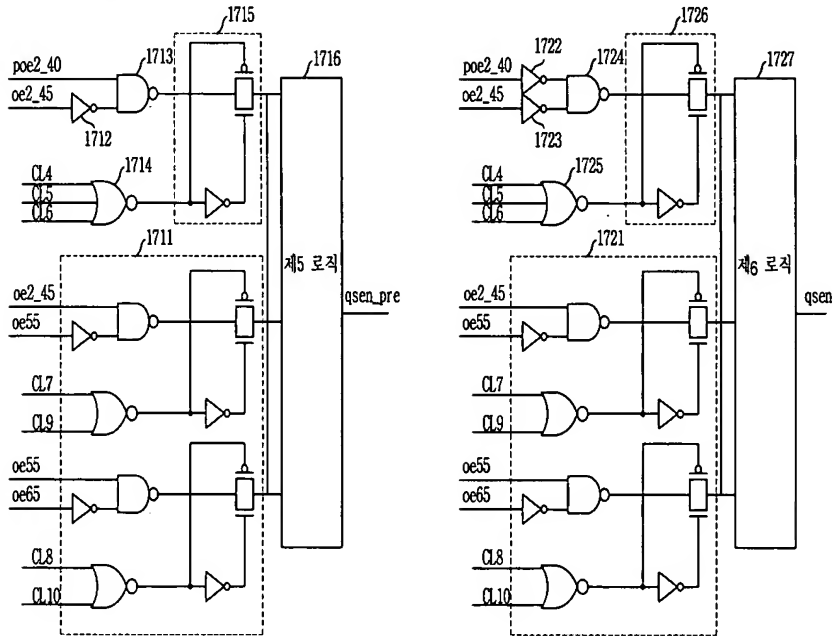 1715
1713
1716
poe2_40
oe2_45
1712
1714
CL4
CL5
CL6
1711
제5 로직
oe2_45
oe55
qsen_pre
CL7
CL9
oe55
oe65
CL8
CL10
1726
1722
1724
1727
poe2_40
oe2_45
1723
1725
CL4
CL5
CL6
1721
제6 로직
oe2_45
oe55
qsen
CL7
CL9
oe55
oe65
CL8
CL10